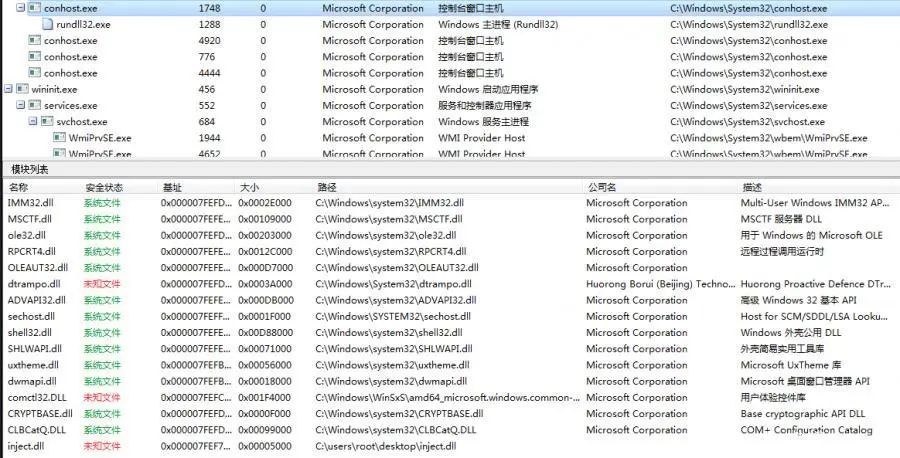 conhost.exe 1748 0 Microsoft Corporation 控制台窗口主机 C:\Windows\System32\conhost.exe
rundll32.exe 1288 0 Microsoft Corporation Windows 主进程 (Rundll32) C:\Windows\System32\rundll32.exe
conhost.exe 4920 0 Microsoft Corporation 控制台窗口主机 C:\Windows\System32\conhost.exe
conhost.exe 776 0 Microsoft Corporation 控制台窗口主机 C:\Windows\System32\conhost.exe
conhost.exe 4444 0 Microsoft Corporation 控制台窗口主机 C:\Windows\System32\conhost.exe
wininit.exe 456 0 Microsoft Corporation Windows 启动应用程序 C:\Windows\System32\wininit.exe
services.exe 552 0 Microsoft Corporation 服务和控制器应用程序 C:\Windows\System32\services.exe
svchost.exe 684 0 Microsoft Corporation Windows 服务主进程 C:\Windows\System32\svchost.exe
WmiPrvSE.exe 1944 0 Microsoft Corporation WMI Provider Host C:\Windows\System32\wbem\WmiPrvSE.exe
WmiPrvSE.exe 4652 0 Microsoft Corporation WMI Provider Host C:\Windows\System32\wbem\WmiPrvSE.exe
模块列表
名称 安全状态 基址 大小 路径 公司名 描述
IMM32.dll 系统文件 0x000007FEFD... 0x0002E000 C:\Windows\system32\IMM32.dll Microsoft Corporation Multi-User Windows IMM32 AP...
MSCTF.dll 系统文件 0x000007FEFD... 0x00109000 C:\Windows\system32\MSCTF.dll Microsoft Corporation MSCTF 服务器 DLL
ole32.dll 系统文件 0x000007FEFD... 0x00203000 C:\Windows\system32\ole32.dll Microsoft Corporation 用于 Windows 的 Microsoft OLE
RPCRT4.dll 系统文件 0x000007FEFD... 0x0012C000 C:\Windows\system32\RPCRT4.dll Microsoft Corporation 远程过程调用运行时
OLEAUT32.dll 系统文件 0x000007FEFD... 0x000D7000 C:\Windows\system32\OLEAUT32.dll Microsoft Corporation
dtrampo.dll 未知文件 0x000007FEFD... 0x0003A000 C:\Windows\System32\dtrampo.dll Huorong Borui (Beijing) Techno... Huorong Proactive Defence DTr...
ADVAPI32.dll 系统文件 0x000007FEFD... 0x000DB000 C:\Windows\system32\ADVAPI32.dll Microsoft Corporation 高级 Windows 32 基本 API
sechost.dll 系统文件 0x000007FEFE... 0x0001F000 C:\Windows\SYSTEM32\sechost.dll Microsoft Corporation Host for SCM/SDDL/LSA Looku...
shell32.dll 系统文件 0x000007FEFE... 0x00D88000 C:\Windows\system32\shell32.dll Microsoft Corporation Windows 外壳公用 DLL
SHLWAPI.dll 系统文件 0x000007FEFF... 0x00071000 C:\Windows\system32\SHLWAPI.dll Microsoft Corporation 外壳简易实用工具库
uxtheme.dll 系统文件 0x000007FEFB... 0x00056000 C:\Windows\system32\uxtheme.dll Microsoft Corporation Microsoft UxTheme 库
dwmapi.dll 系统文件 0x000007FEFB... 0x00018000 C:\Windows\system32\dwmapi.dll Microsoft Corporation Microsoft 桌面窗口管理器 API
comctl32.DLL 未知文件 0x000007FEFC... 0x001F4000 C:\Windows\WinSxS\amd64_microsoft.windows.common-... Microsoft Corporation 用户体验控件库
CRYPTBASE.dll 系统文件 0x000007FEFD... 0x0000F000 C:\Windows\system32\CRYPTBASE.dll Microsoft Corporation Base cryptographic API DLL
CLBCatQ.DLL 系统文件 0x000007FEFE... 0x00099000 C:\Windows\system32\CLBCatQ.DLL Microsoft Corporation COM+ Configuration Catalog
inject.dll 未知文件 0x000007FEF7... 0x00005000 C:\users\root\desktop\inject.dll